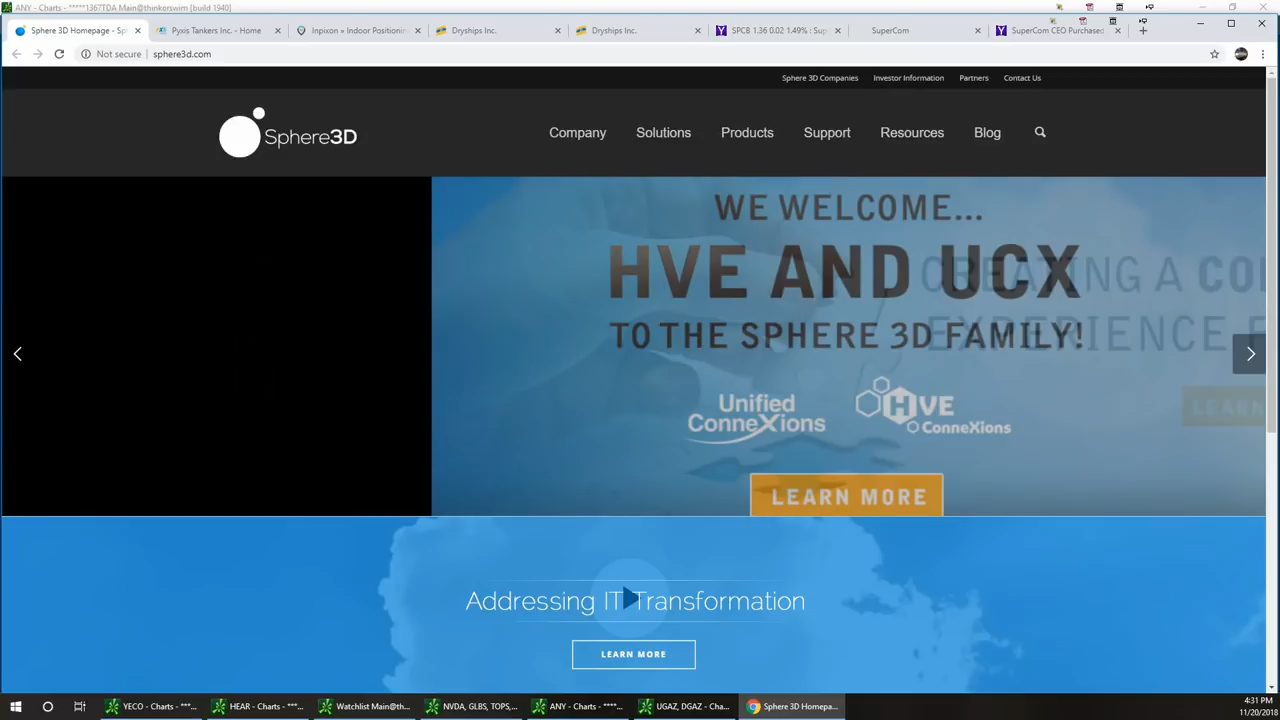 ANY - Charts - *****1367TDA Main@thinkorswim [build 1940]
Sphere 3D Homepage - Sp
Pyxis Tankers Inc. - Home
Inpixon » Indoor Positioning
Dryships Inc.
Dryships Inc.
SPCB 1.36 0.02 1.49% : Sup
SuperCom
SuperCom CEO Purchased
Not secure
sphere3d.com
Sphere 3D Companies
Investor Information
Partners
Contact Us
Sphere3D
Company
Solutions
Products
Support
Resources
Blog
WE WELCOME...
HVE AND UCX
TO THE SPHERE 3D FAMILY!
CREATING A CO
EXPERIENCE F
Unified
ConneXions
HVE
ConneXions
LEARN
LEARN MORE
Addressing IT Transformation
LEARN MORE
YECO - Charts - ***...
HEAR - Charts - ***...
Watchlist Main@th...
NVDA, GLBS, TOPS,...
ANY - Charts - ****...
UGAZ, DGAZ - Cha...
Sphere 3D Homepa...
4:31 PM
11/20/2018